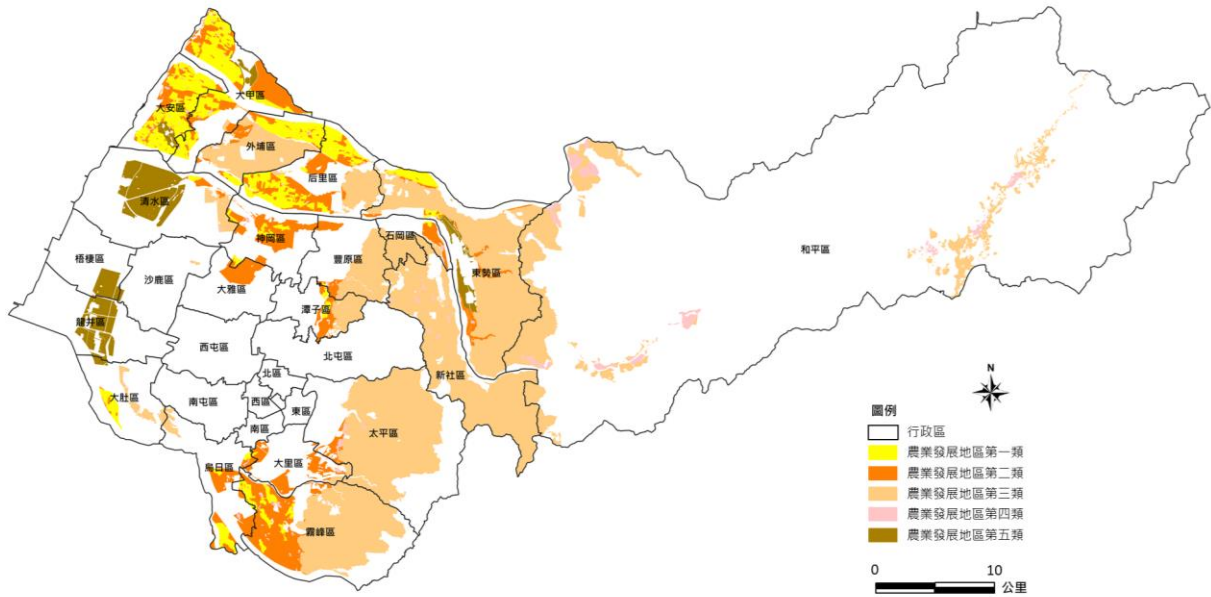 大甲區
大安區
外埔區
后里區
清水區
神岡區
石岡區
和平區
梧棲區
沙鹿區
豐原區
東勢區
大雅區
潭子區
龍井區
西屯區
北屯區
北區
新社區
大肚區
南屯區
西區
東區
南區
太平區
烏日區
大里區
霧峰區
N
圖例
行政區
農業發展地區第一類
農業發展地區第二類
農業發展地區第三類
農業發展地區第四類
農業發展地區第五類
0 10
公里